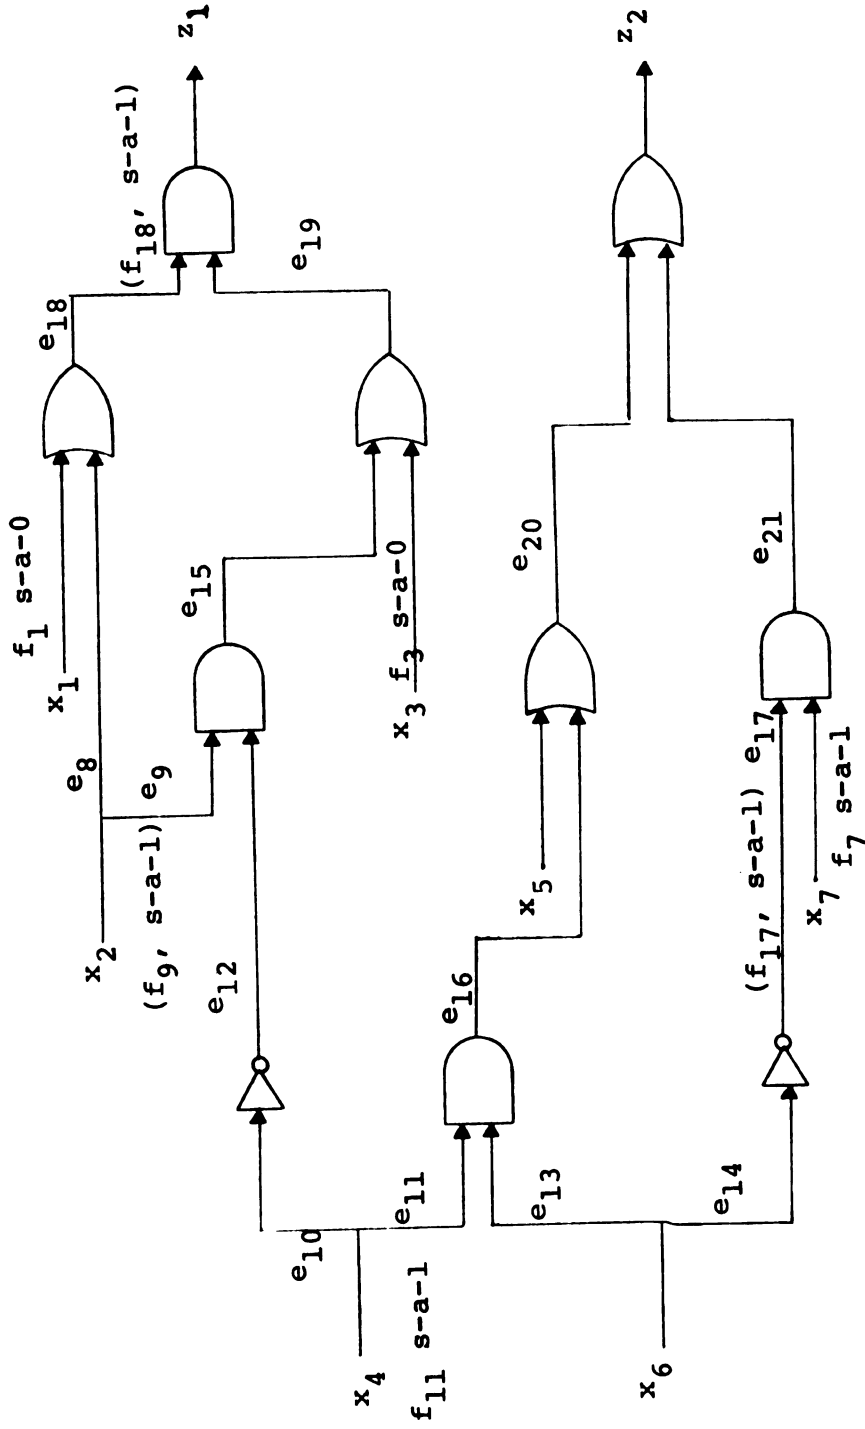 x1 f1 s-a-0
e8
x2
e9
(f9, s-a-1)
e12
e15
x3 f3 s-a-0
e18
(f18, s-a-1)
e19
z1
e10
x4
e11
f11 s-a-1
e16
x5
e20
z2
e13
x6
e14
(f17, s-a-1) e17
x7 f7 s-a-1
e21